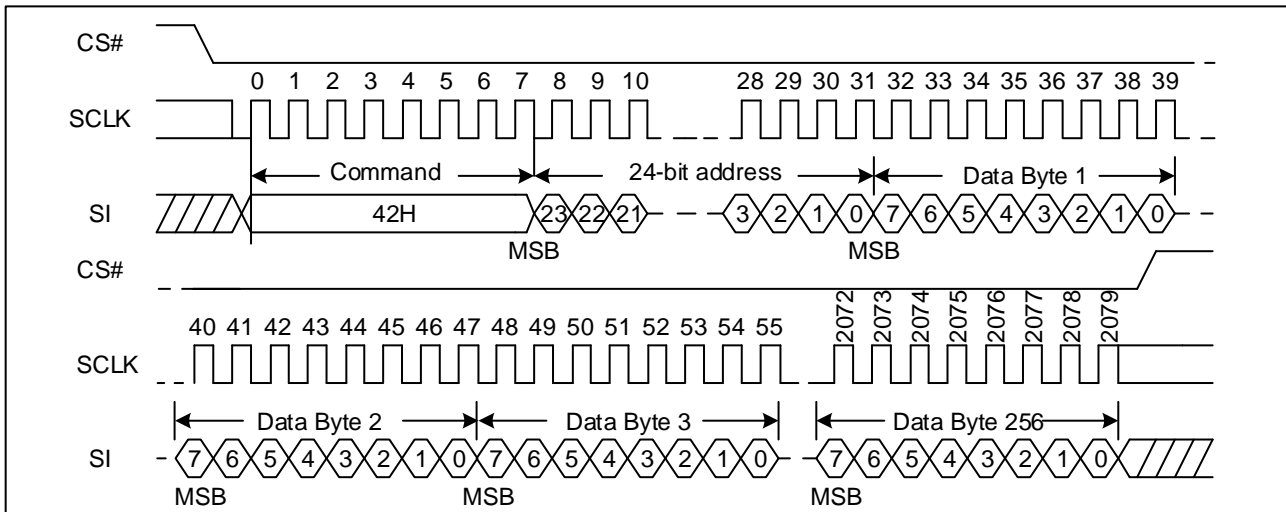 CS#
0 1 2 3 4 5 6 7 8 9 10 28 29 30 31 32 33 34 35 36 37 38 39
SCLK
Command 24-bit address Data Byte 1
SI 42H 23 22 21 3 2 1 0 7 6 5 4 3 2 1 0
MSB MSB
CS#
40 41 42 43 44 45 46 47 48 49 50 51 52 53 54 55 2072 2073 2074 2075 2076 2077 2078 2079
SCLK
Data Byte 2 Data Byte 3 Data Byte 256
SI 7 6 5 4 3 2 1 0 7 6 5 4 3 2 1 0 7 6 5 4 3 2 1 0
MSB MSB MSB